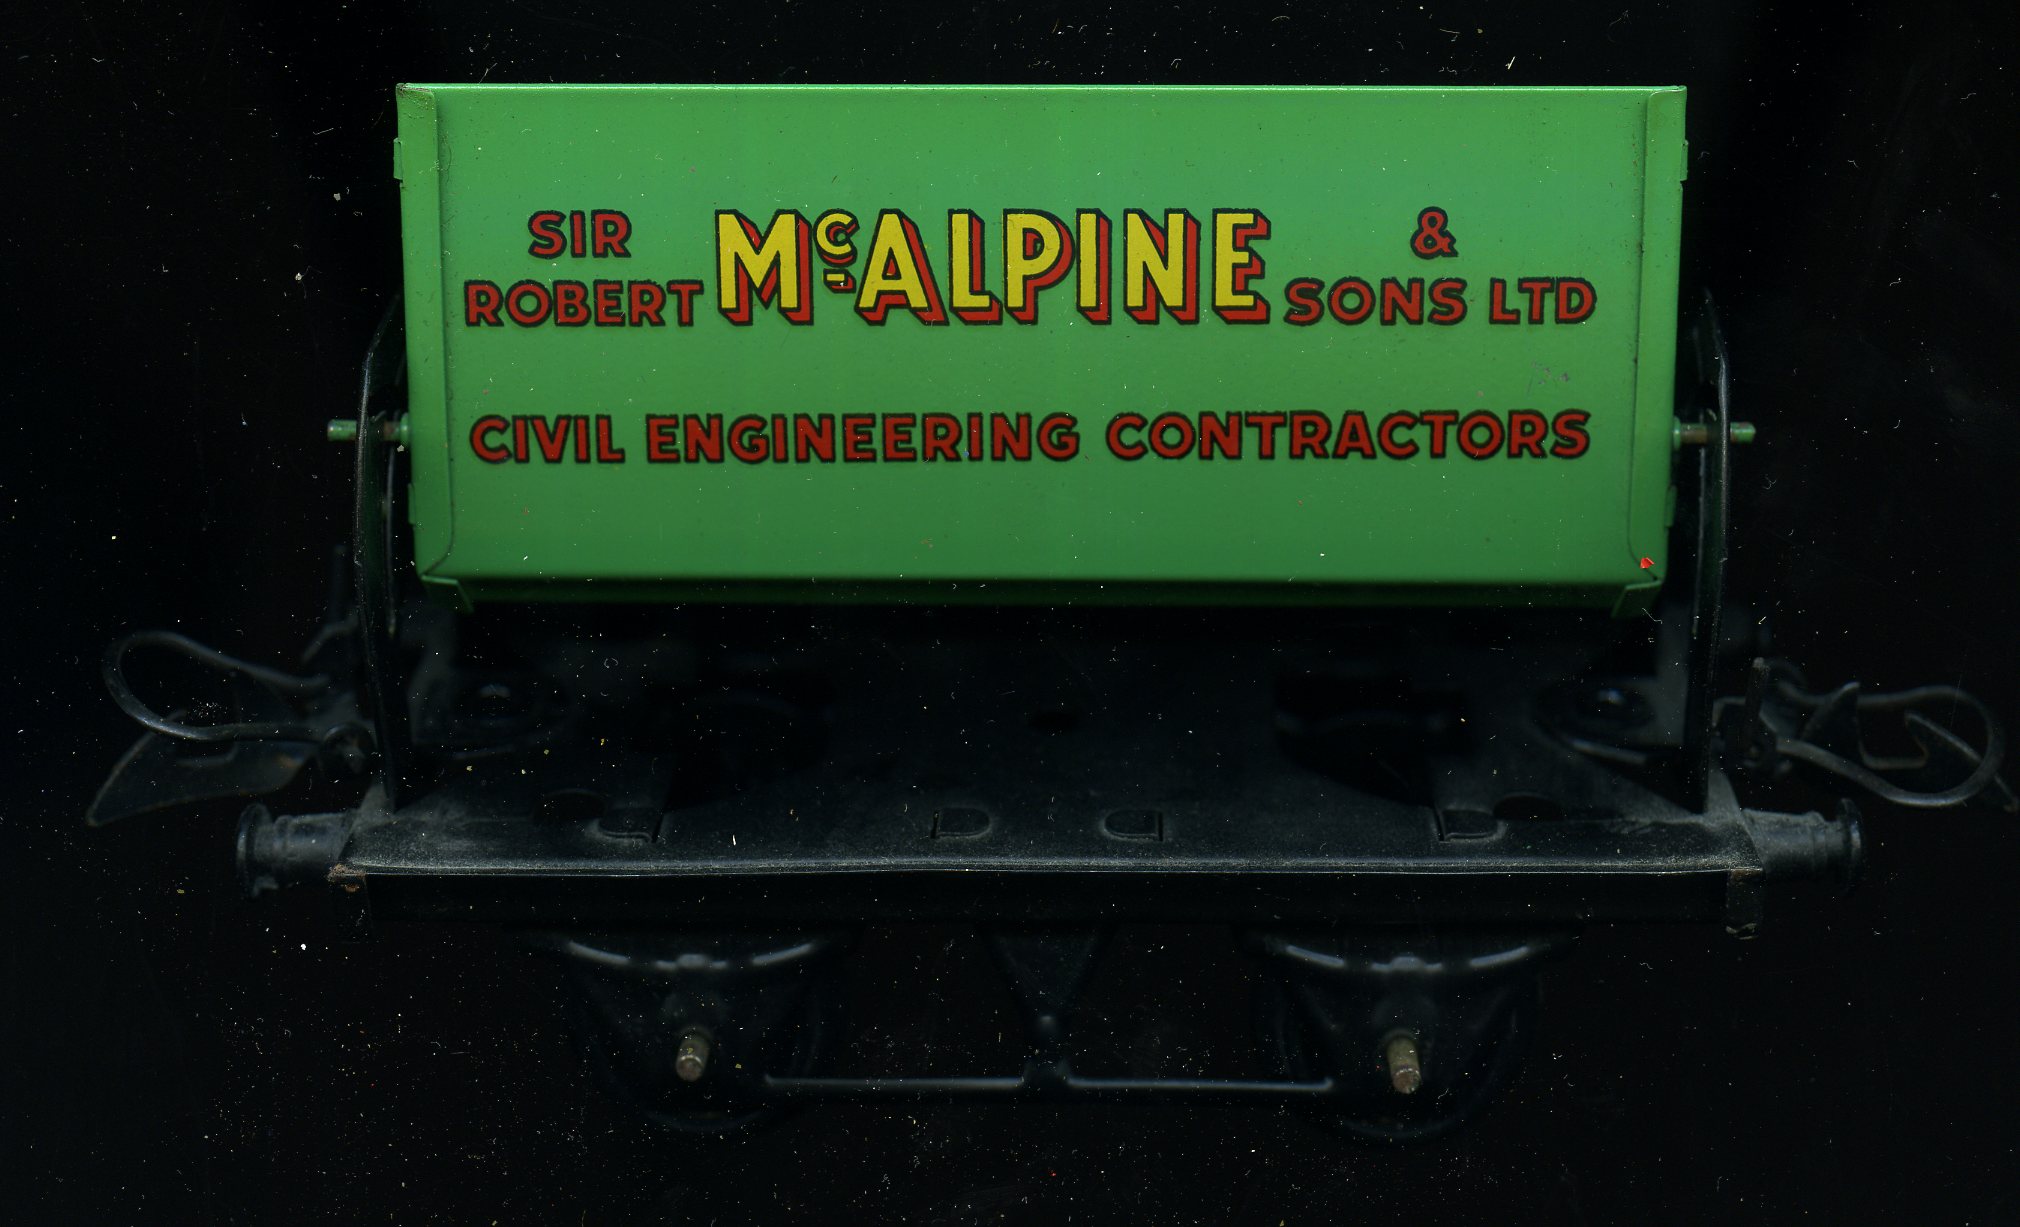 SIR ROBERT McALPINE & SONS LTD
CIVIL ENGINEERING CONTRACTORS